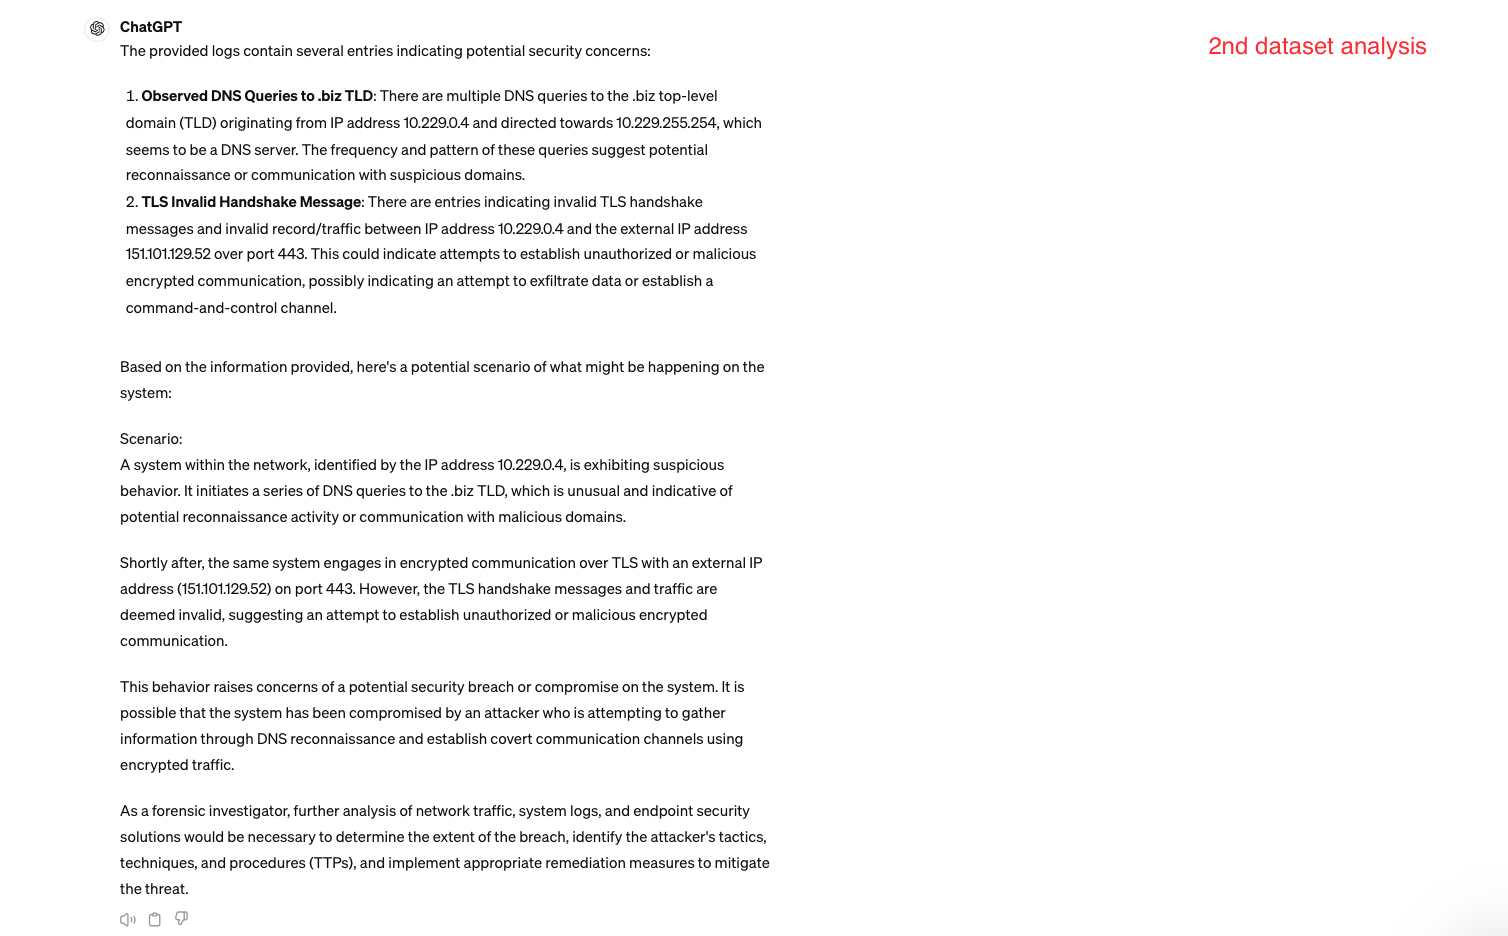 ChatGPT
2nd dataset analysis
The provided logs contain several entries indicating potential security concerns:
1. Observed DNS Queries to .biz TLD: There are multiple DNS queries to the .biz top-level
domain (TLD) originating from IP address 10.229.0.4 and directed towards 10.229.255.254, which
seems to be a DNS server. The frequency and pattern of these queries suggest potential
reconnaissance or communication with suspicious domains.
2. TLS Invalid Handshake Message: There are entries indicating invalid TLS handshake
messages and invalid record/traffic between IP address 10.229.0.4 and the external IP address
151.101.129.52 over port 443. This could indicate attempts to establish unauthorized or malicious
encrypted communication, possibly indicating an attempt to exfiltrate data or establish a
command-and-control channel.
Based on the information provided, here's a potential scenario of what might be happening on the
system:
Scenario:
A system within the network, identified by the IP address 10.229.0.4, is exhibiting suspicious
behavior. It initiates a series of DNS queries to the .biz TLD, which is unusual and indicative of
potential reconnaissance activity or communication with malicious domains.
Shortly after, the same system engages in encrypted communication over TLS with an external IP
address (151.101.129.52) on port 443. However, the TLS handshake messages and traffic are
deemed invalid, suggesting an attempt to establish unauthorized or malicious encrypted
communication.
This behavior raises concerns of a potential security breach or compromise on the system. It is
possible that the system has been compromised by an attacker who is attempting to gather
information through DNS reconnaissance and establish covert communication channels using
encrypted traffic.
As a forensic investigator, further analysis of network traffic, system logs, and endpoint security
solutions would be necessary to determine the extent of the breach, identify the attacker's tactics,
techniques, and procedures (TTPs), and implement appropriate remediation measures to mitigate
the threat.